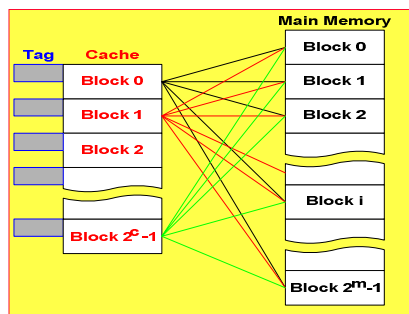 Main Memory
Tag Cache
Block 0
Block 1
Block 2
Block 2^c-1
Block 0
Block 1
Block 2
Block i
Block 2^m-1